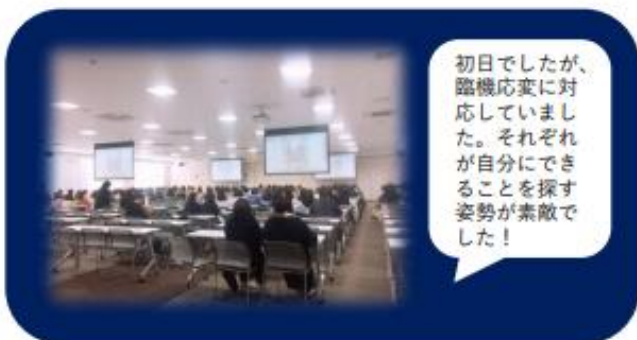 初日でしたが、
臨機応変に対
応していまし
た。それぞれ
が自分にでき
ることを探す
姿勢が素敵で
した！